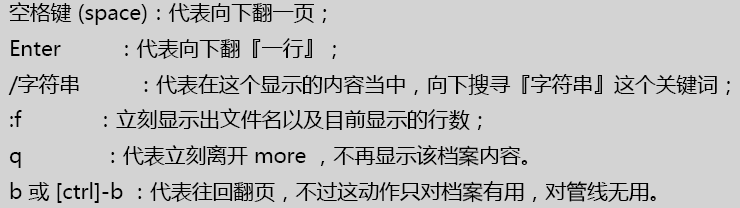 空格键 (space)：代表向下翻一页；
Enter ：代表向下翻『一行』；
/字符串 ：代表在这个显示的内容当中，向下搜寻『字符串』这个关键词；
:f ：立刻显示出文件名以及目前显示的行数；
q ：代表立刻离开 more ，不再显示该档案内容。
b 或 [ctrl]-b ：代表往回翻页，不过这动作只对档案有用，对管线无用。